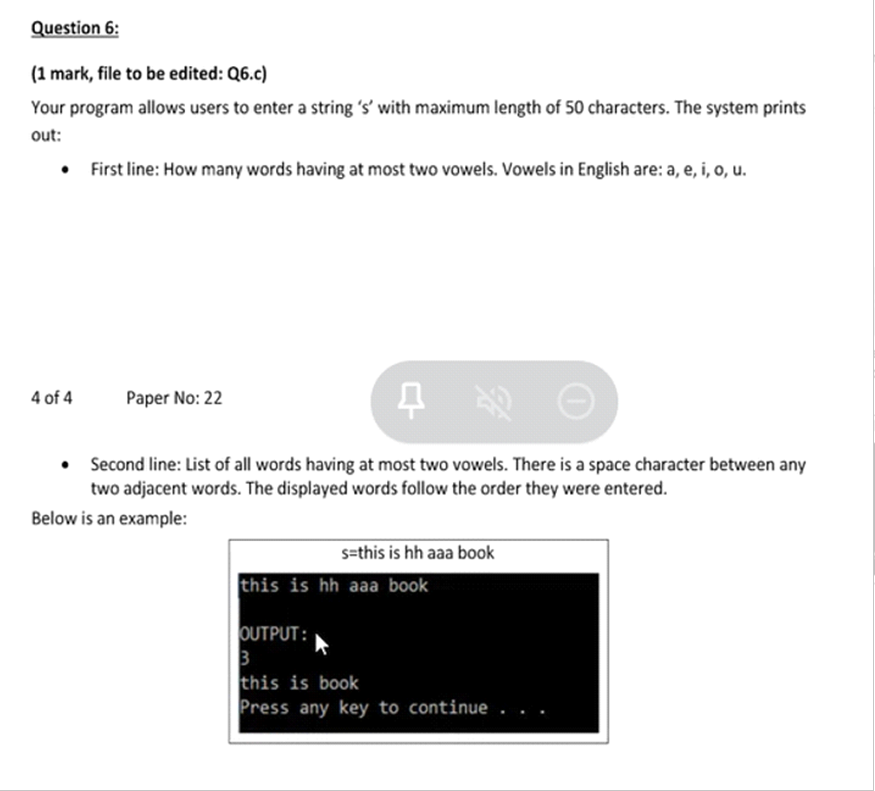 Question 6:
(1 mark, file to be edited: Q6.c)
Your program allows users to enter a string ‘s’ with maximum length of 50 characters. The system prints
out:
• First line: How many words having at most two vowels. Vowels in English are: a, e, i, o, u.
4 of 4 Paper No: 22
• Second line: List of all words having at most two vowels. There is a space character between any
two adjacent words. The displayed words follow the order they were entered.
Below is an example:
s=this is hh aaa book
this is hh aaa book
OUTPUT:
3
this is book
Press any key to continue . . .